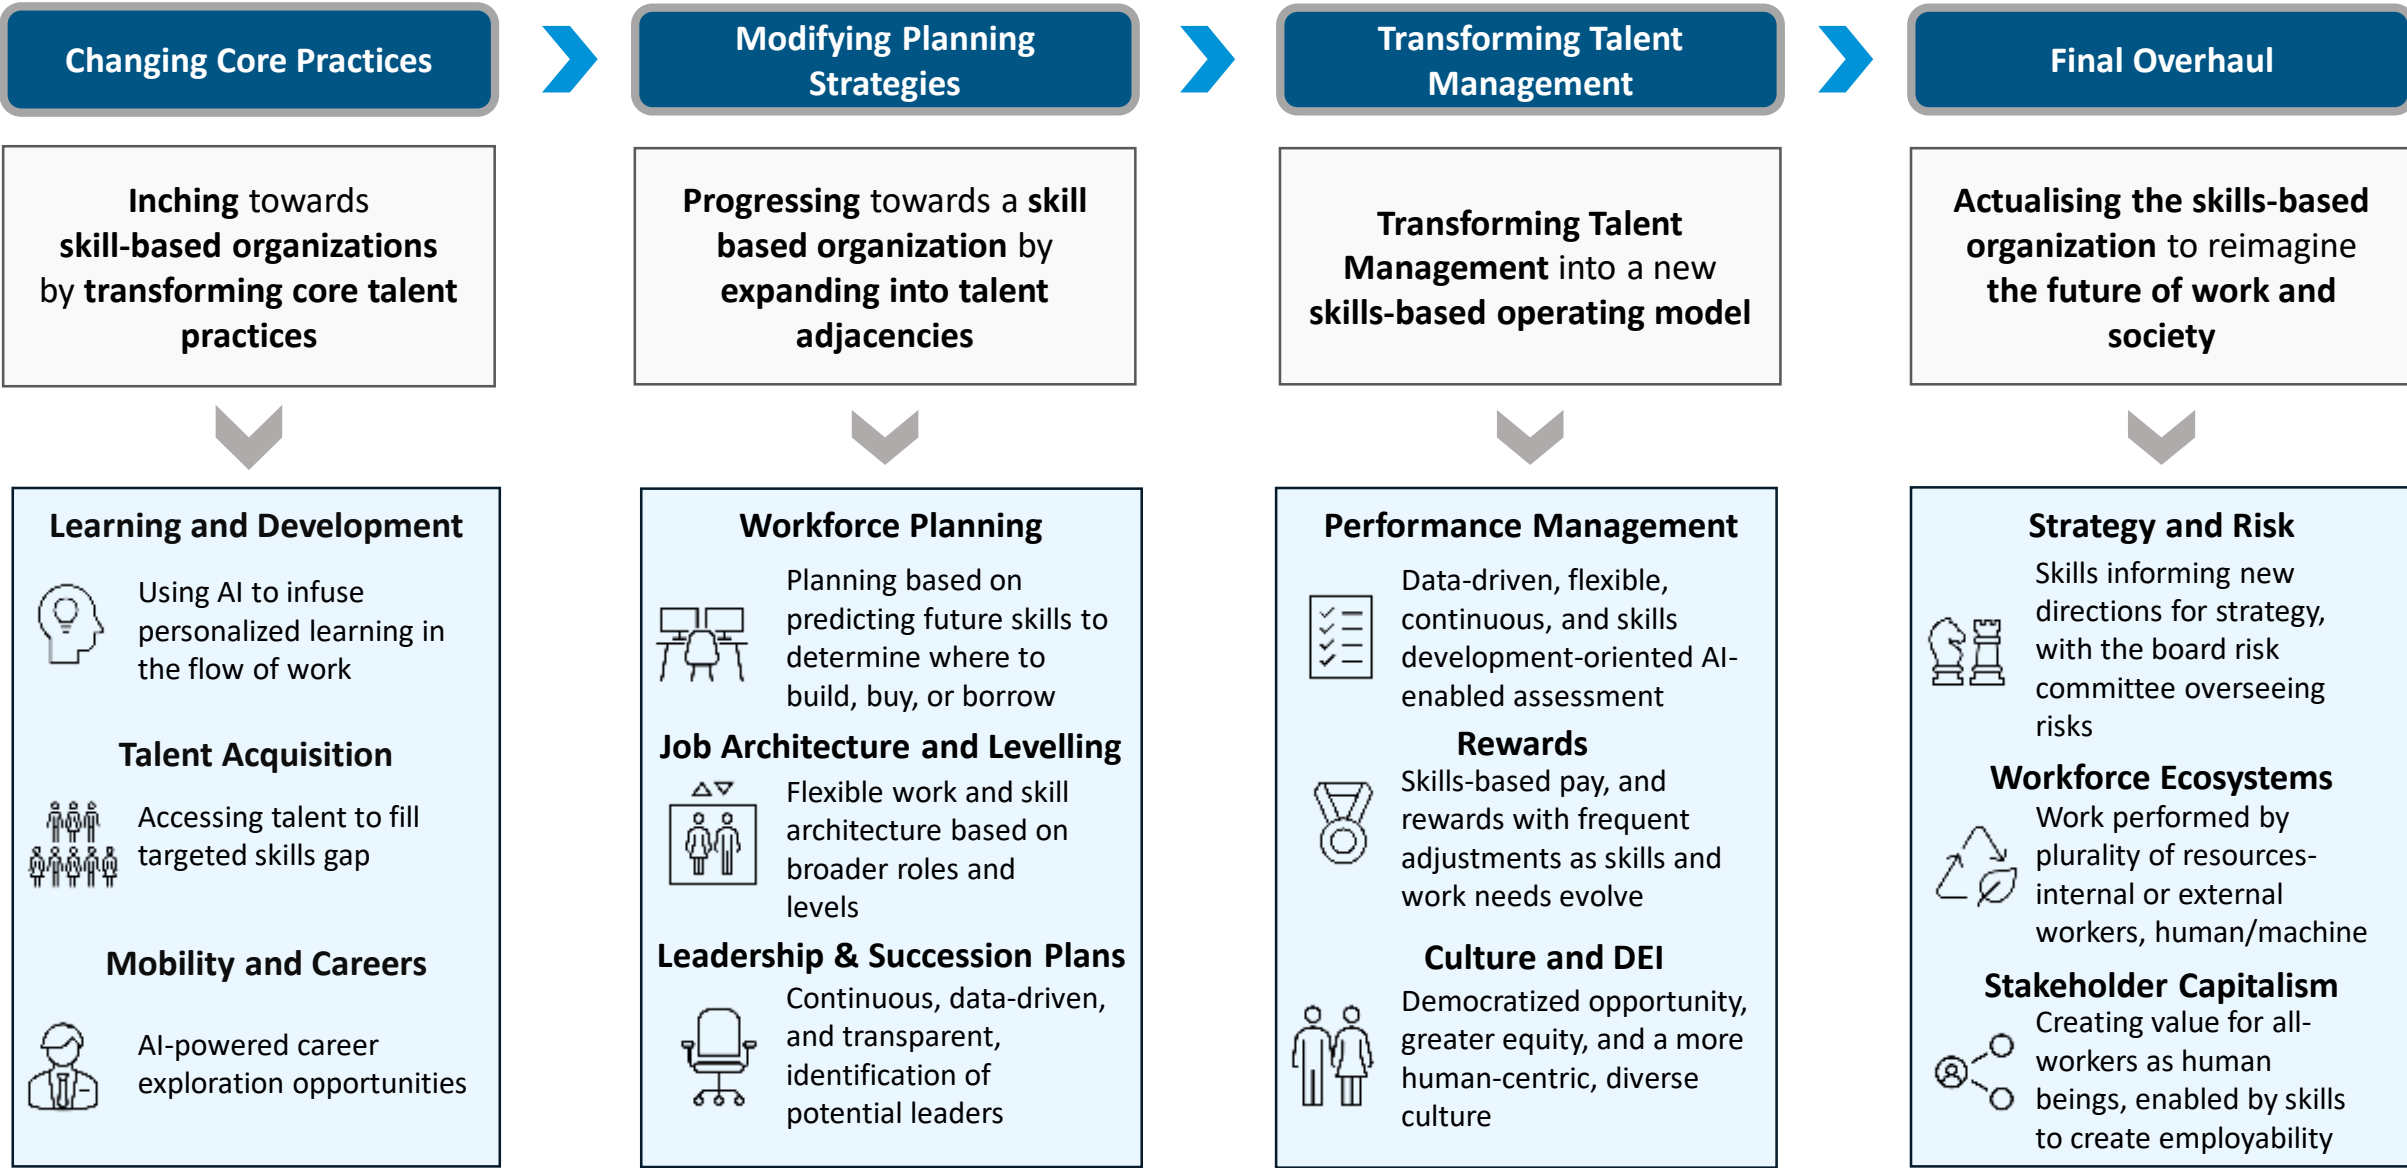 Changing Core Practices
Modifying Planning
Strategies
Transforming Talent
Management
Final Overhaul
Inching towards
skill-based organizations
by transforming core talent
practices
Progressing towards a skill
based organization by
expanding into talent
adjacencies
Transforming Talent
Management into a new
skills-based operating model
Actualising the skills-based
organization to reimagine
the future of work and
society
Learning and Development
Using AI to infuse
personalized learning in
the flow of work
Talent Acquisition
Accessing talent to fill
targeted skills gap
Mobility and Careers
AI-powered career
exploration opportunities
Workforce Planning
Planning based on
predicting future skills to
determine where to
build, buy, or borrow
Job Architecture and Levelling
Flexible work and skill
architecture based on
broader roles and
levels
Leadership & Succession Plans
Continuous, data-driven,
and transparent,
identification of
potential leaders
Performance Management
Data-driven, flexible,
continuous, and skills
development-oriented AI-
enabled assessment
Rewards
Skills-based pay, and
rewards with frequent
adjustments as skills and
work needs evolve
Culture and DEI
Democratized opportunity,
greater equity, and a more
human-centric, diverse
culture
Strategy and Risk
Skills informing new
directions for strategy,
with the board risk
committee overseeing
risks
Workforce Ecosystems
Work performed by
plurality of resources-
internal or external
workers, human/machine
Stakeholder Capitalism
Creating value for all-
workers as human
beings, enabled by skills
to create employability